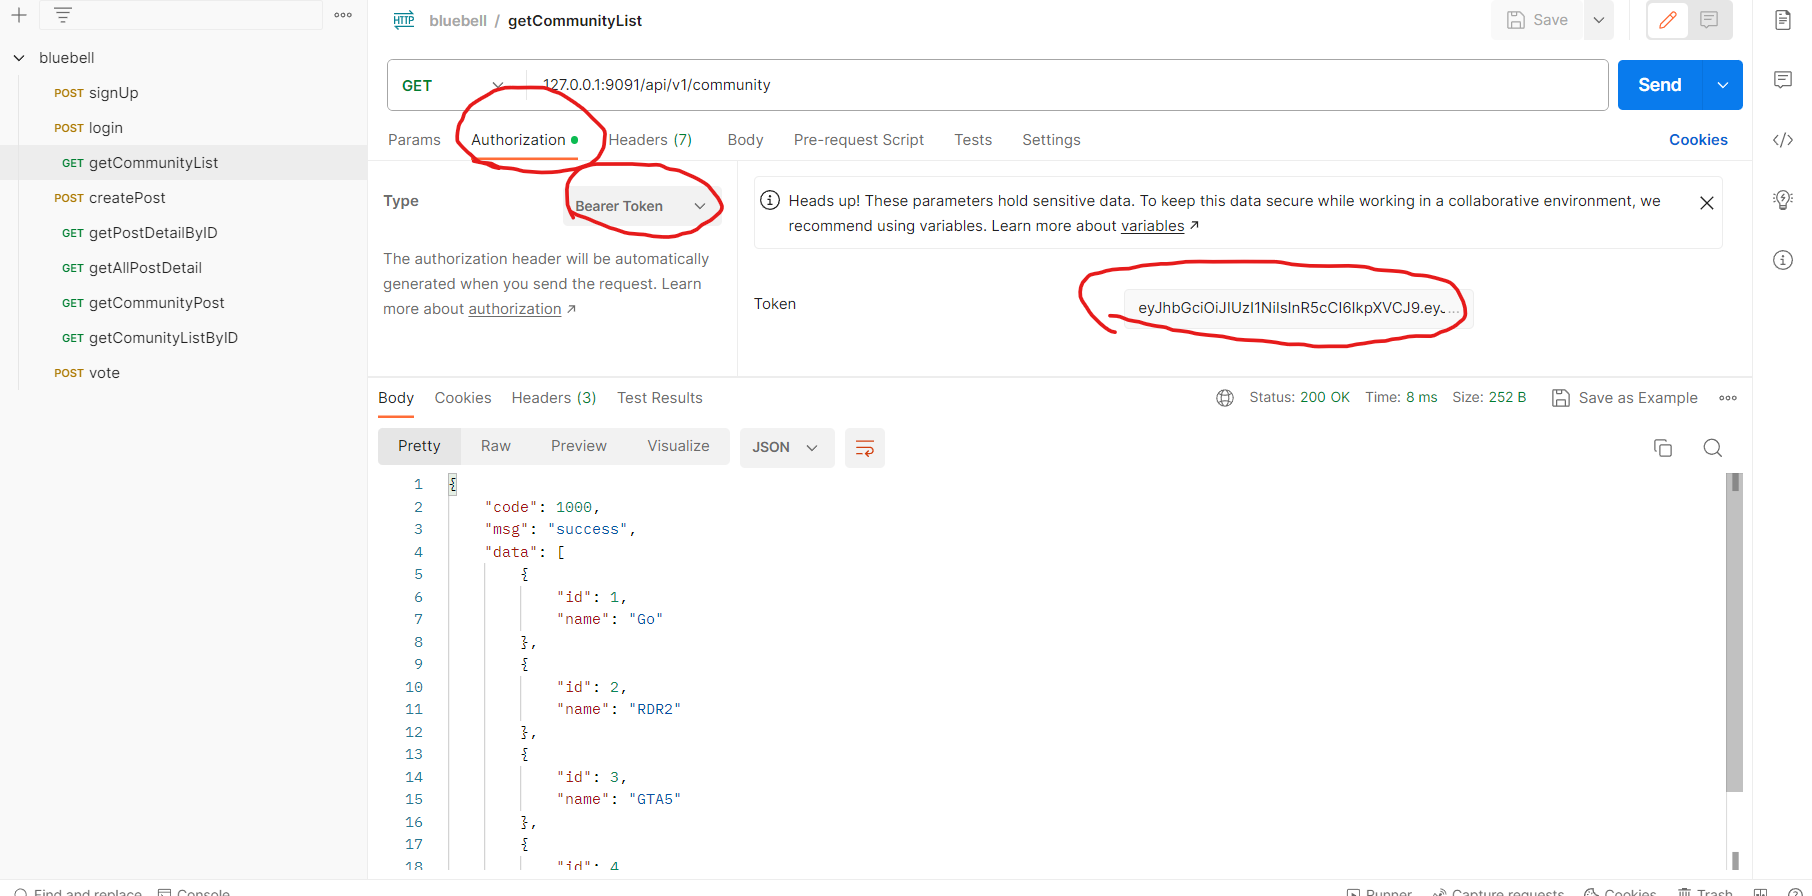 bluebell / getCommunityList
Save
bluebell
GET 127.0.0.1:9091/api/v1/community
Send
POST signUp
POST login
GET getCommunityList
POST createPost
GET getPostDetailByID
GET getAllPostDetail
GET getCommunityPost
GET getComunityListByID
POST vote
Params Authorization Headers (7) Body Pre-request Script Tests Settings Cookies
Type Bearer Token
The authorization header will be automatically
generated when you send the request. Learn
more about authorization ↗
Heads up! These parameters hold sensitive data. To keep this data secure while working in a collaborative environment, we
recommend using variables. Learn more about variables ↗
Token eyJhbGciOiJIUzI1NiIsInR5cCI6IkpXVCJ9.eyJ...
Body Cookies Headers (3) Test Results Status: 200 OK Time: 8 ms Size: 252 B Save as Example
Pretty Raw Preview Visualize JSON
1 {
2 "code": 1000,
3 "msg": "success",
4 "data": [
5 {
6 "id": 1,
7 "name": "Go"
8 },
9 {
10 "id": 2,
11 "name": "RDR2"
12 },
13 {
14 "id": 3,
15 "name": "GTA5"
16 },
17 {
18 "id": 4
Find and replace Console Runner Capture requests Cookies Trash